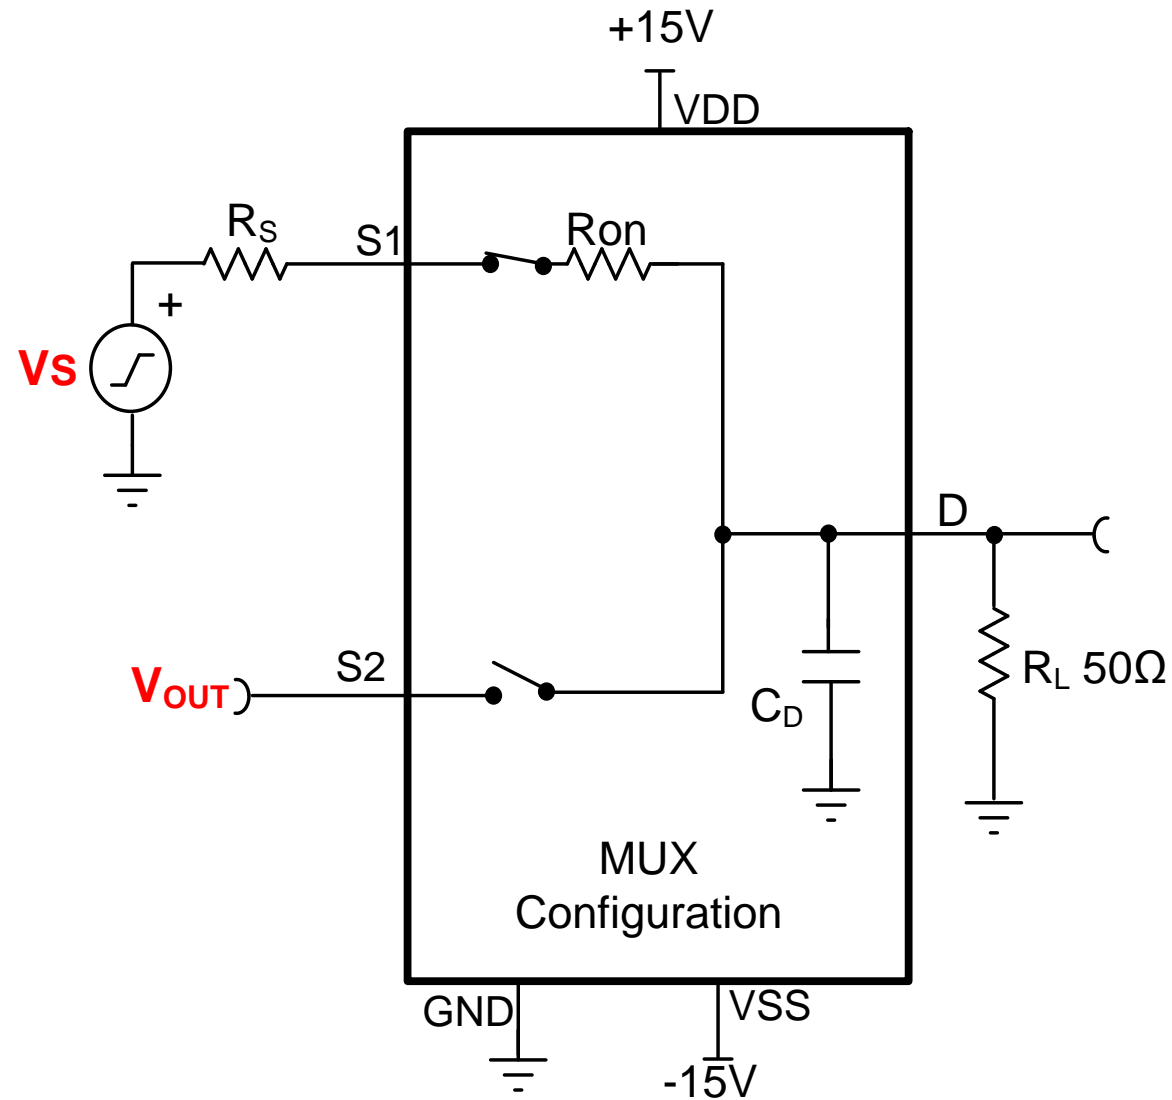 +15V
VDD
RS
S1
Ron
+
VS
D
S2
VOUT
RL 50Ω
CD
MUX
Configuration
GND
VSS
-15V